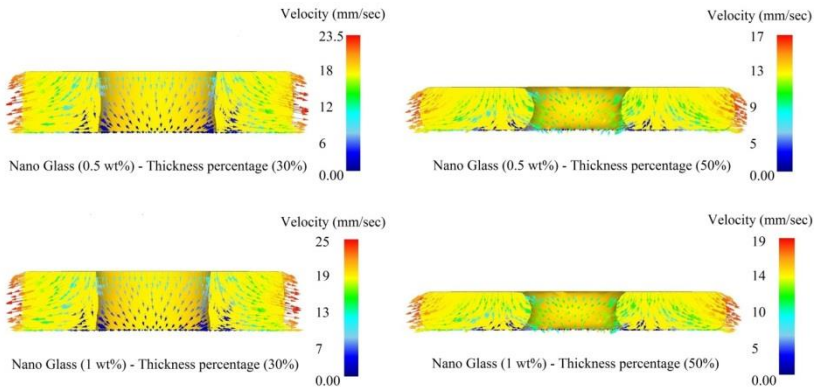 Velocity (mm/sec)
23.5
18
12
6
0.00
Nano Glass (0.5 wt%) - Thickness percentage (30%)
Velocity (mm/sec)
17
13
9
5
0.00
Nano Glass (0.5 wt%) - Thickness percentage (50%)
Velocity (mm/sec)
25
19
13
7
0.00
Nano Glass (1 wt%) - Thickness percentage (30%)
Velocity (mm/sec)
19
14
10
5
0.00
Nano Glass (1 wt%) - Thickness percentage (50%)